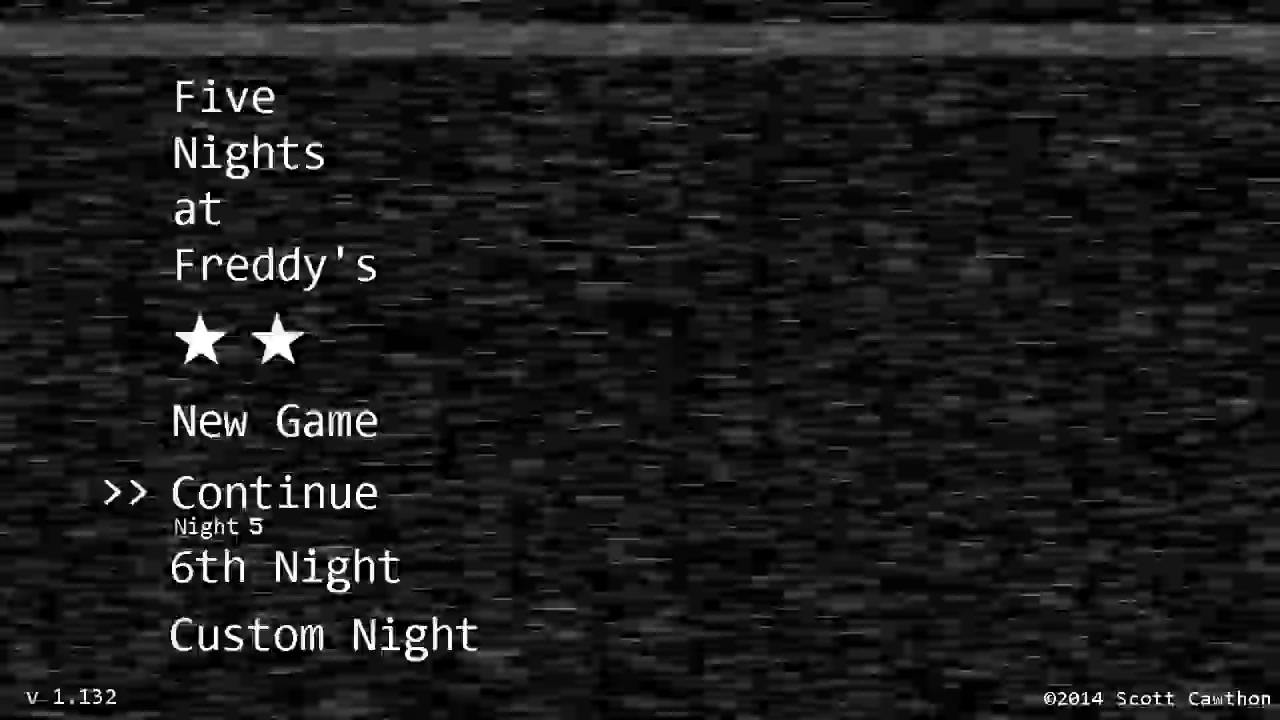 Five
Nights
at
Freddy's
★ ★
New Game
>> Continue
Night 5
6th Night
Custom Night
v 1.132
©2014 Scott Cawthon